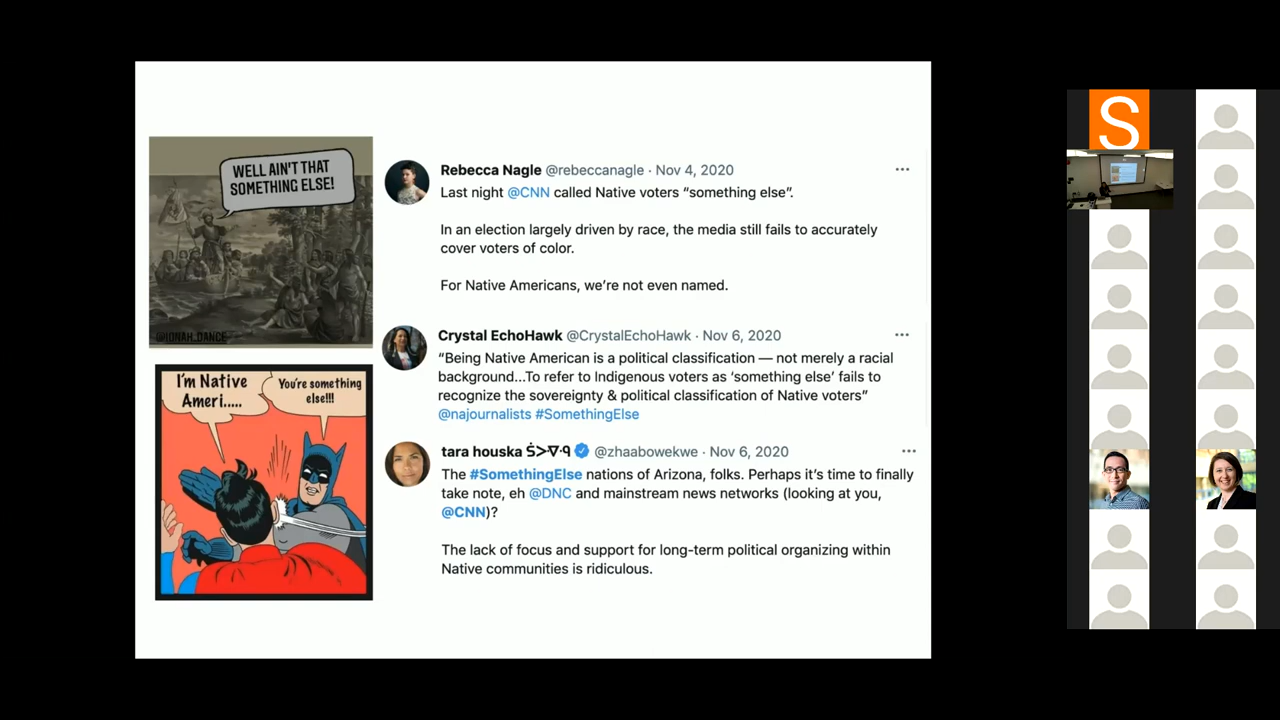 WELL AIN'T THAT
SOMETHING ELSE!
@JONAH_DANCE
I'm Native
Ameri.....
You're something
else!!!
Rebecca Nagle @rebeccanagle · Nov 4, 2020
Last night @CNN called Native voters “something else”.
In an election largely driven by race, the media still fails to accurately
cover voters of color.
For Native Americans, we’re not even named.
Crystal EchoHawk @CrystalEchoHawk · Nov 6, 2020
“Being Native American is a political classification — not merely a racial
background...To refer to Indigenous voters as ‘something else’ fails to
recognize the sovereignty & political classification of Native voters”
@najournalists #SomethingElse
tara houska ᐂᐳᐁᐧᑫ @zhaabowekwe · Nov 6, 2020
The #SomethingElse nations of Arizona, folks. Perhaps it’s time to finally
take note, eh @DNC and mainstream news networks (looking at you,
@CNN)?
The lack of focus and support for long-term political organizing within
Native communities is ridiculous.
S